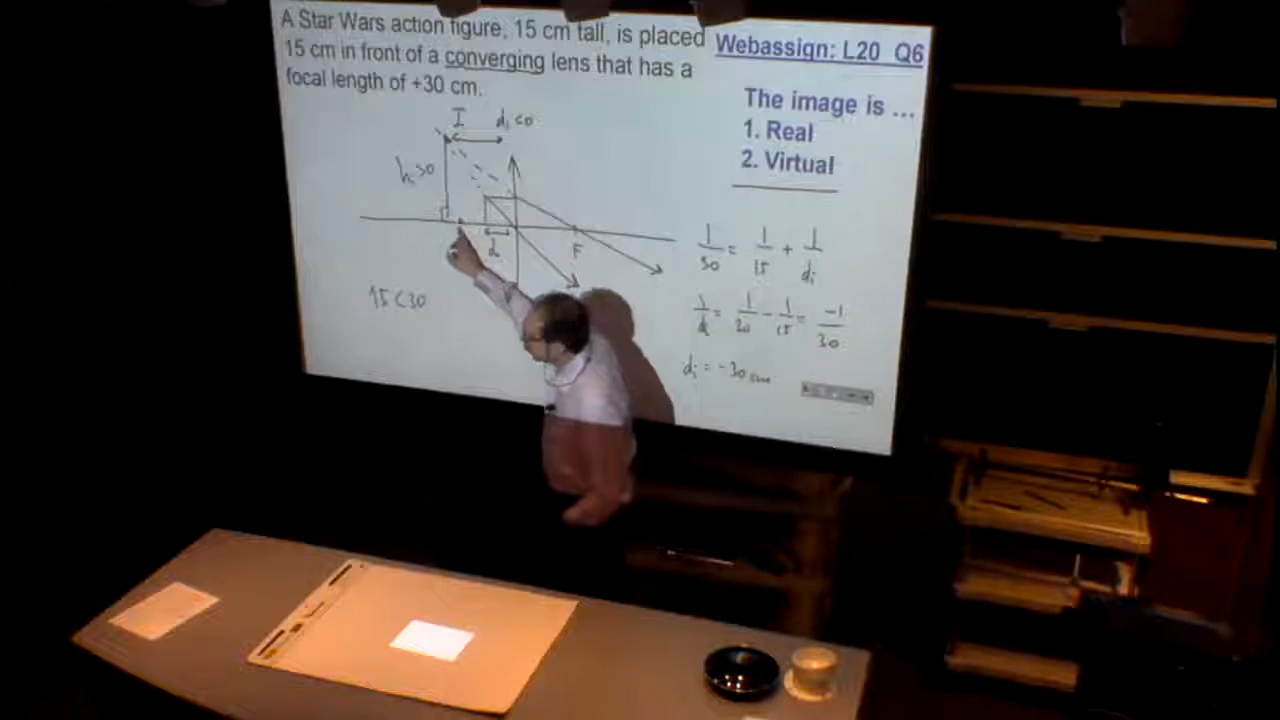 A Star Wars action figure, 15 cm tall, is placed
15 cm in front of a converging lens that has a
focal length of +30 cm.
Webassign: L20 Q6
The image is ...
1. Real
2. Virtual
I dᵢ<0
h>0
d
F
15<30
1/30 = 1/15 + 1/dᵢ
1/dᵢ = 1/30 - 1/15 = -1/30
dᵢ = -30 cm